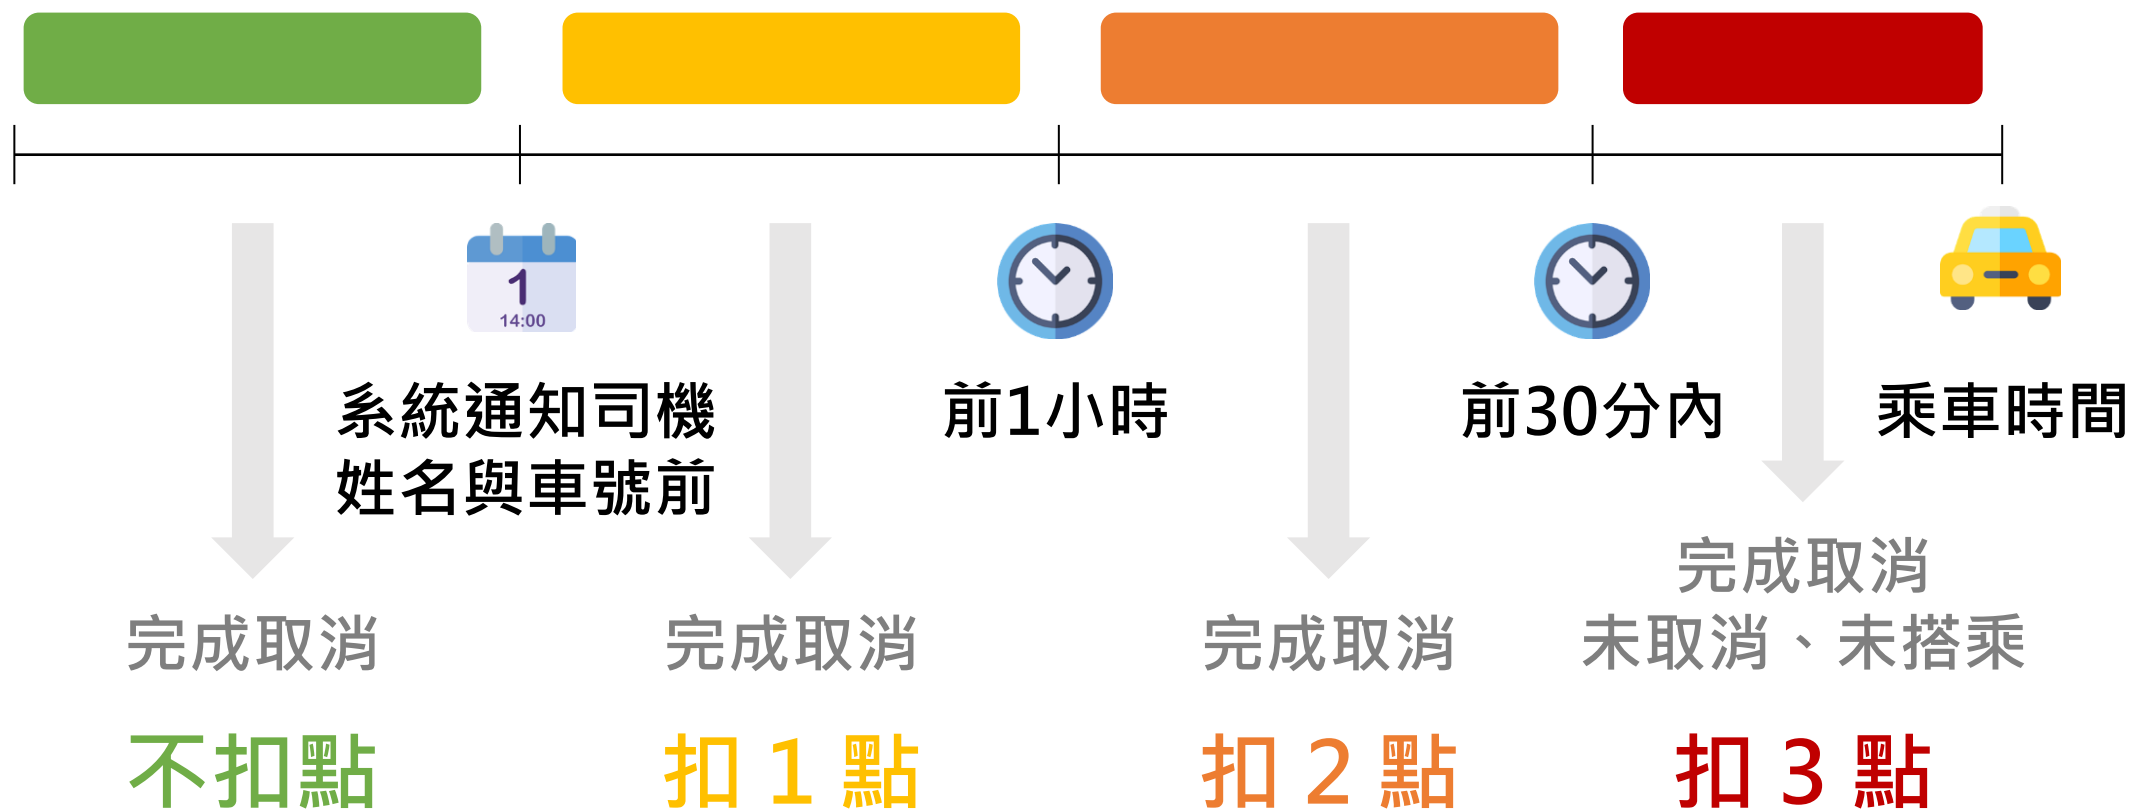 1
14:00
系統通知司機
姓名與車號前
前1小時
前30分內
乘車時間
完成取消
完成取消
完成取消
完成取消
未取消、未搭乘
不扣點
扣 1 點
扣 2 點
扣 3 點